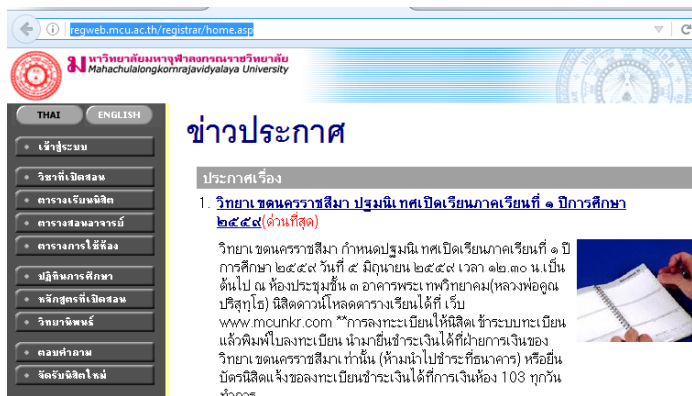 regweb.mcu.ac.th/registrar/home.asp
มหาวิทยาลัยมหาจุฬาลงกรณราชวิทยาลัย
Mahachulalongkornrajavidyalaya University
THAI ENGLISH
เข้าสู่ระบบ
วิชาที่เปิดสอน
ตารางเรียนนิสิต
ตารางสอนอาจารย์
ตารางการใช้ห้อง
ปฏิทินการศึกษา
หลักสูตรที่เปิดสอน
วิทยานิพนธ์
ตอบคำถาม
จัดรับนิสิตใหม่
ข่าวประกาศ
ประกาศเรื่อง
1. วิทยาเขตนครราชสีมา ปฐมนิเทศเปิดเรียนภาคเรียนที่ ๑ ปีการศึกษา
๒๕๕๙(ด่วนที่สุด)
วิทยาเขตนครราชสีมา กำหนดปฐมนิเทศเปิดเรียนภาคเรียนที่ ๑ ปี
การศึกษา ๒๕๕๙ วันที่ ๕ มิถุนายน ๒๕๕๙ เวลา ๑๒.๓๐ น.เป็น
ต้นไป ณ ห้องประชุมชั้น ๓ อาคารพระเทพวิทยาคม(หลวงพ่อคูณ
ปริสุทฺโธ) นิสิตดาวน์โหลดตารางเรียนได้ที่ เว็บ
www.mcunkr.com **การลงทะเบียนให้นิสิตเข้าระบบทะเบียน
แล้วพิมพ์ใบลงทะเบียน นำมายื่นชำระเงินได้ที่ฝ่ายการเงินของ
วิทยาเขตนครราชสีมาเท่านั้น (ห้ามนำไปชำระที่ธนาคาร) หรือยื่น
บัตรนิสิตแจ้งขอลงทะเบียนชำระเงินได้ที่การเงินห้อง 103 ทุกวัน
ทำการ